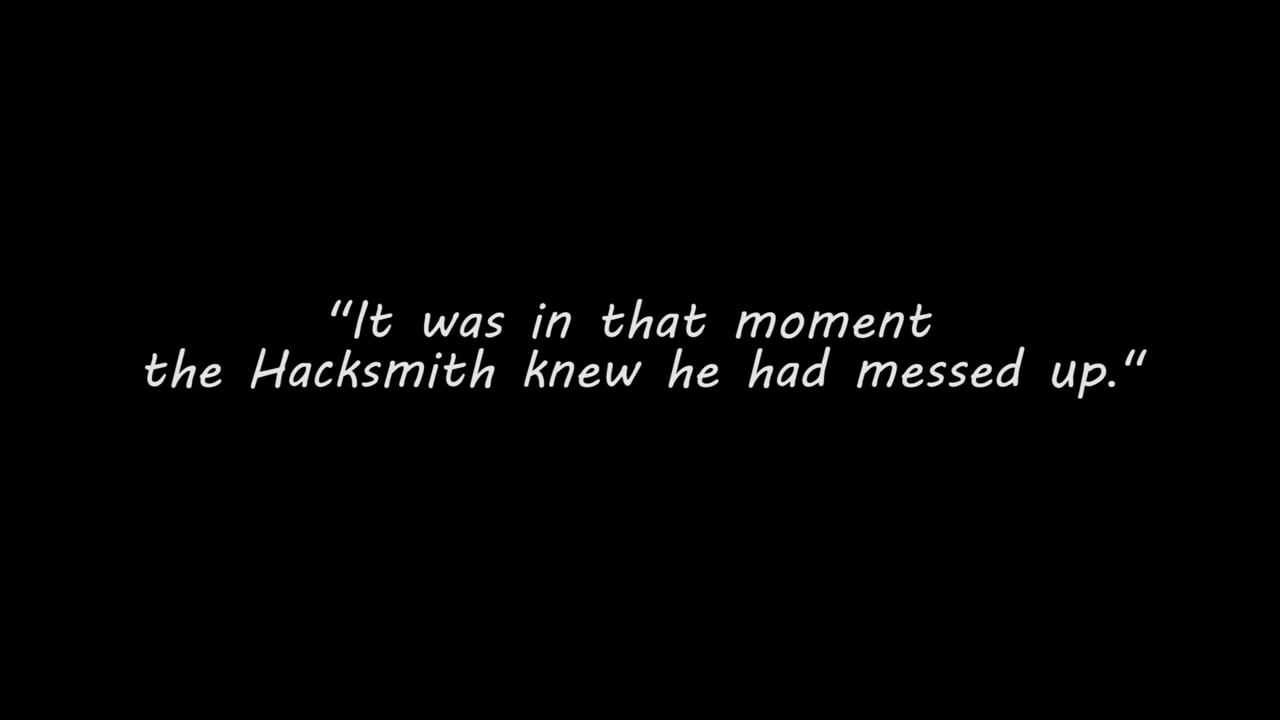 “It was in that moment
the Hacksmith knew he had messed up.“